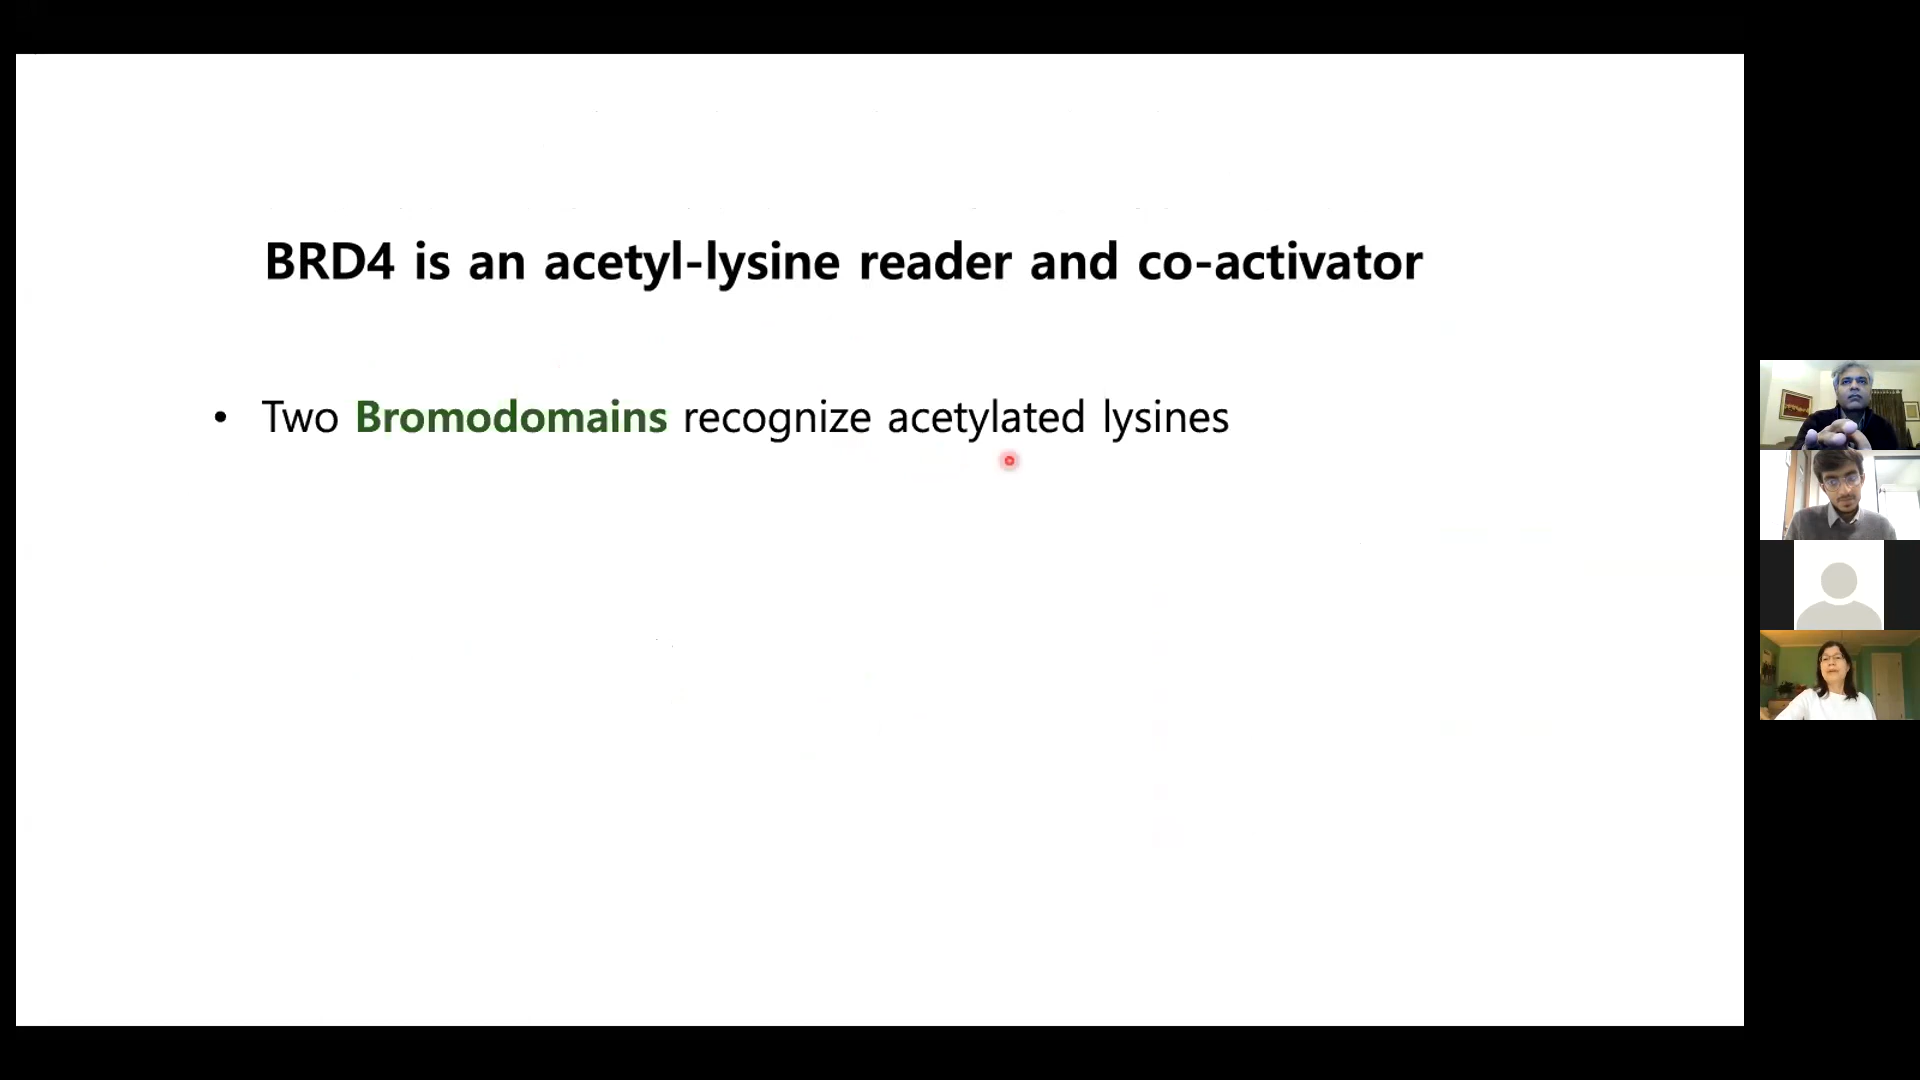 BRD4 is an acetyl-lysine reader and co-activator
• Two Bromodomains recognize acetylated lysines